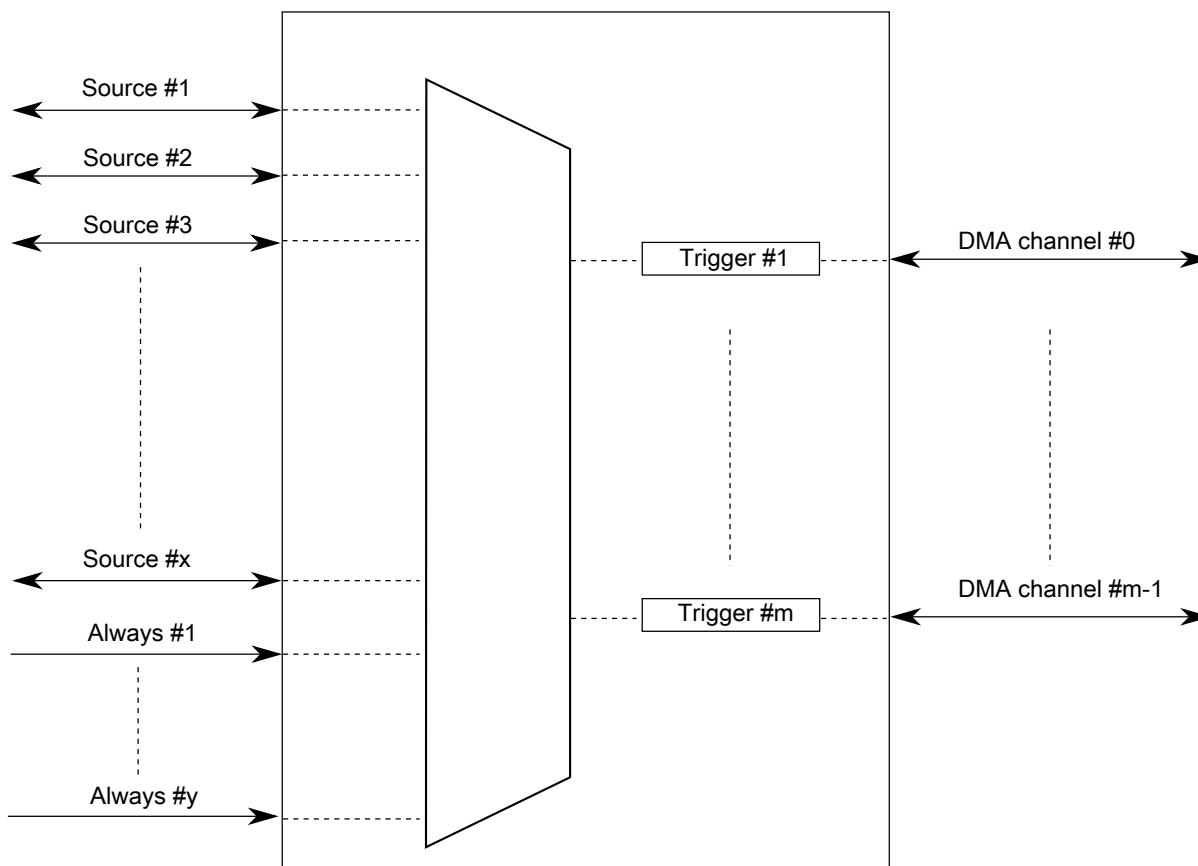 Source #1
Source #2
Source #3
Trigger #1
DMA channel #0
Source #x
Always #1
Trigger #m
DMA channel #m-1
Always #y